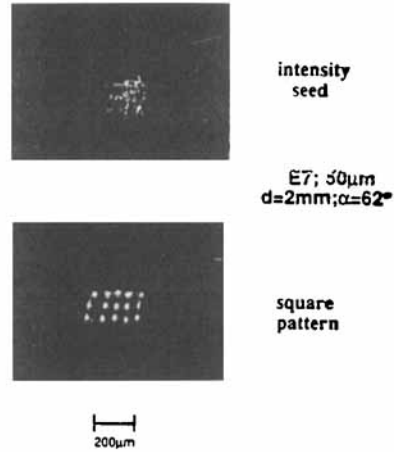 intensity
seed
E7; 50μm
d=2mm;α=62°
square
pattern
200μm